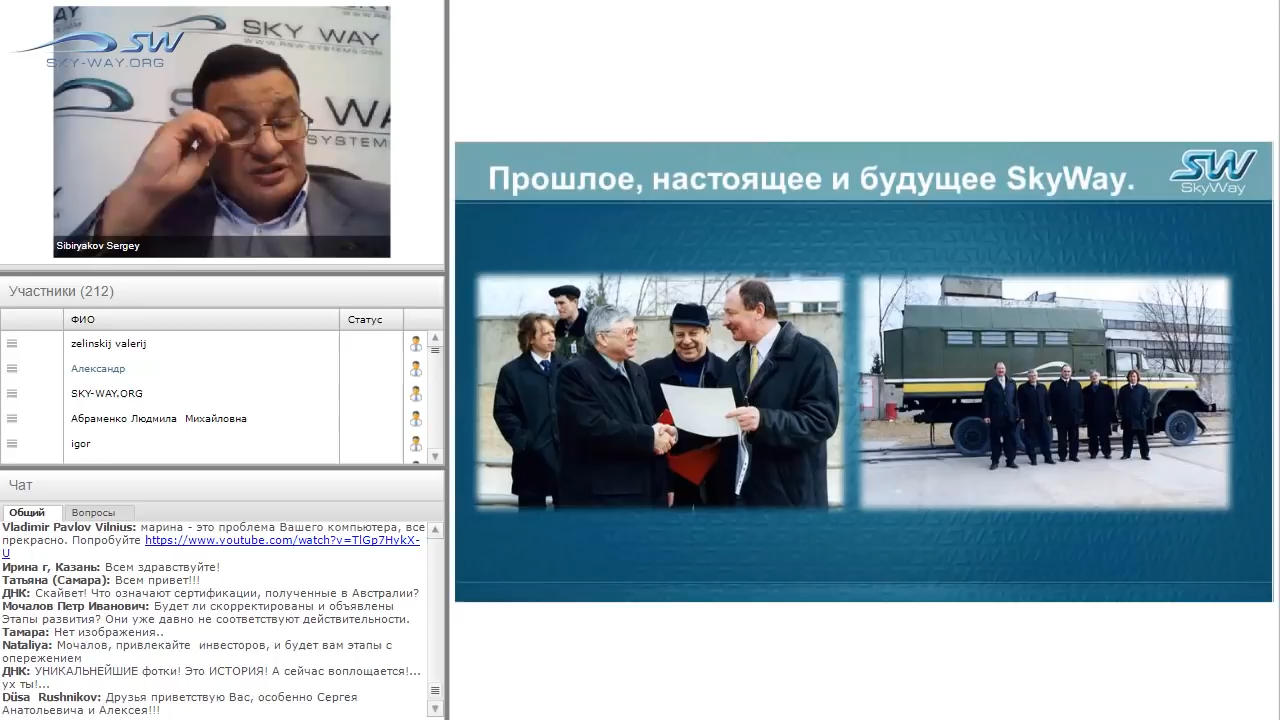 SKY WAY
WWW.RSW-SYSTEMS.COM
SW
SKY-WAY.ORG
SYSTEMS
Sibiryakov Sergey
Участники (212)
ФИО Статус
zelinskij valerij
Александр
SKY-WAY.ORG
Абраменко Людмила Михайловна
igor
Чат
Общий Вопросы
Vladimir Pavlov Vilnius: марина - это проблема Вашего компьютера, все
прекрасно. Попробуйте https://www.youtube.com/watch?v=TlGp7HvkX-
U
Ирина г, Казань: Всем здравствуйте!
Татьяна (Самара): Всем привет!!!
ДНК: Скайвет! Что означают сертификации, полученные в Австралии?
Мочалов Петр Иванович: Будет ли скорректированы и объявлены
Этапы развития? Они уже давно не соответствуют действительности.
Тамара: Нет изображения..
Nataliya: Мочалов, привлекайте инвесторов, и будет вам этапы с
опережением
ДНК: УНИКАЛЬНЕЙШИЕ фотки! Это ИСТОРИЯ! А сейчас воплощается!...
ух ты!...
Düsa Rushnikov: Друзья приветствую Вас, особенно Сергея
Анатольевича и Алексея!!!
Прошлое, настоящее и будущее SkyWay.
SW
SkyWay